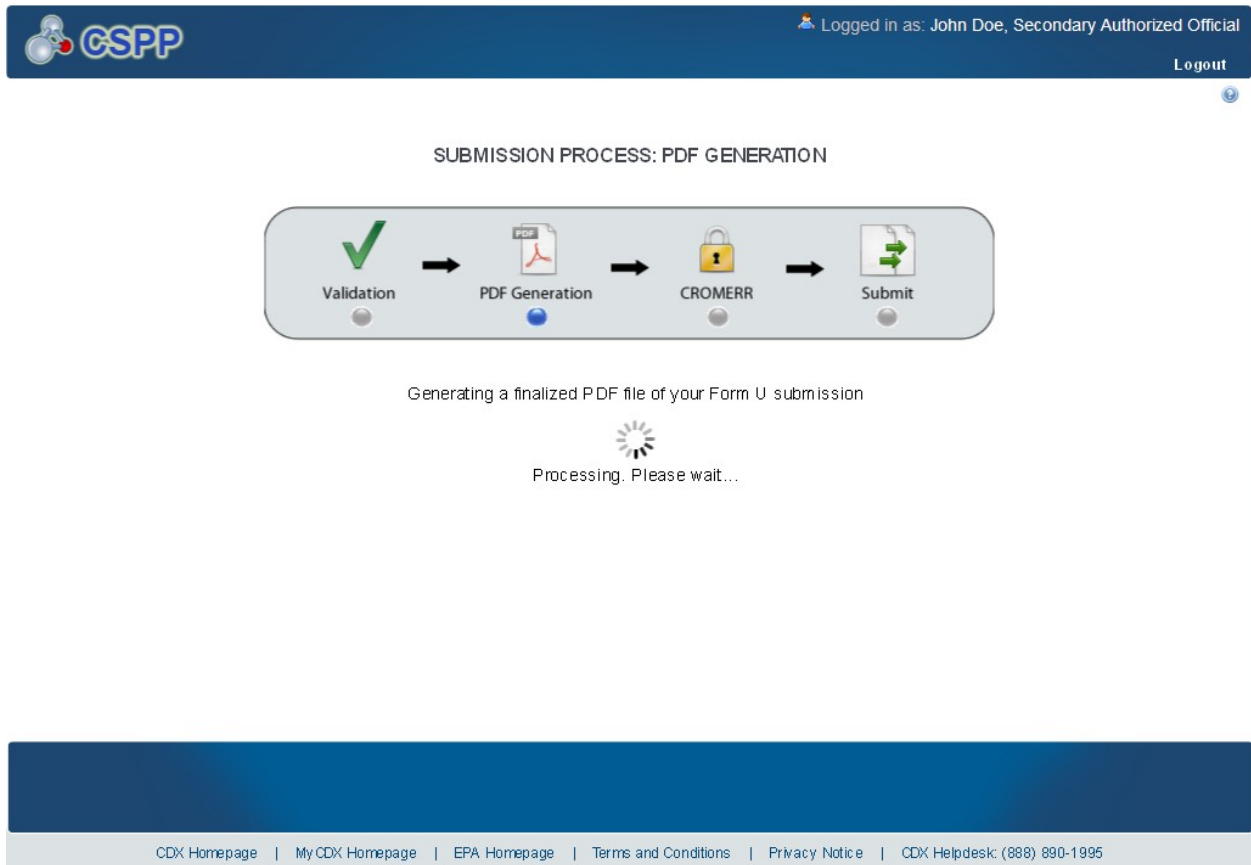 CSPP
Logged in as: John Doe, Secondary Authorized Official
Logout
?
SUBMISSION PROCESS: PDF GENERATION
PDF
Validation
PDF Generation
CROMERR
Submit
Generating a finalized PDF file of your Form U submission
Processing. Please wait...
CDX Homepage | MyCDX Homepage | EPA Homepage | Terms and Conditions | Privacy Notice | CDX Helpdesk: (888) 890-1995